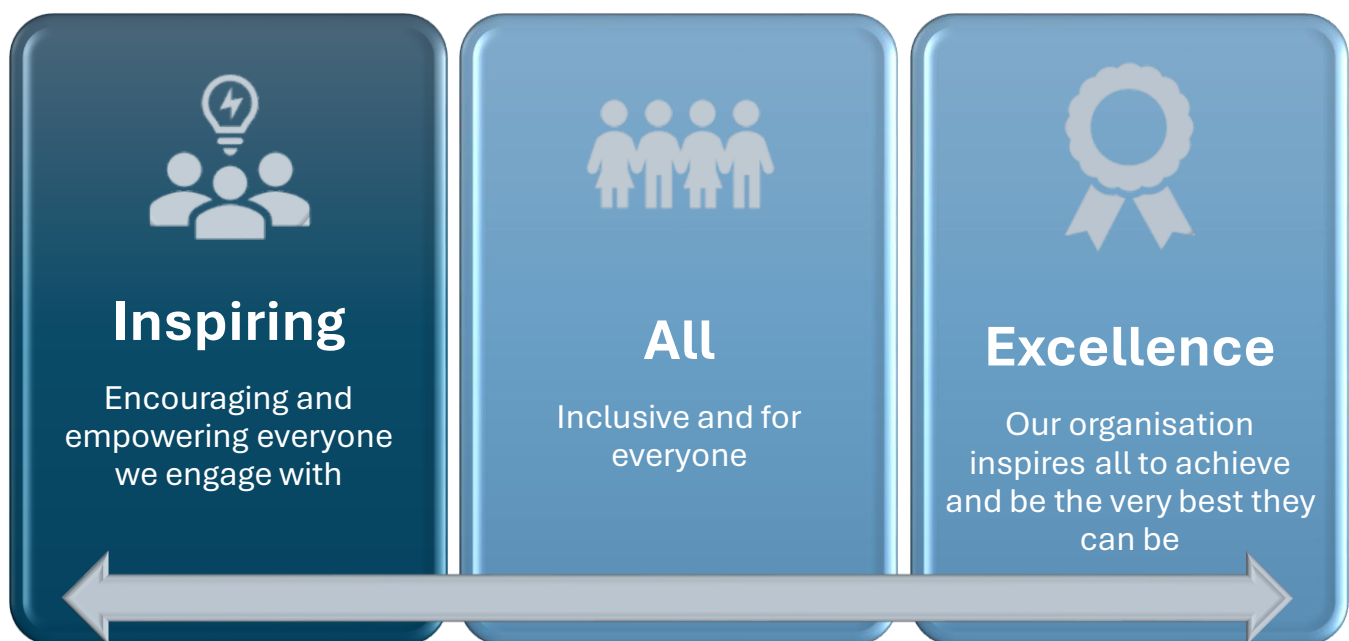 Inspiring
Encouraging and
empowering everyone
we engage with
All
Inclusive and for
everyone
Excellence
Our organisation
inspires all to achieve
and be the very best they
can be